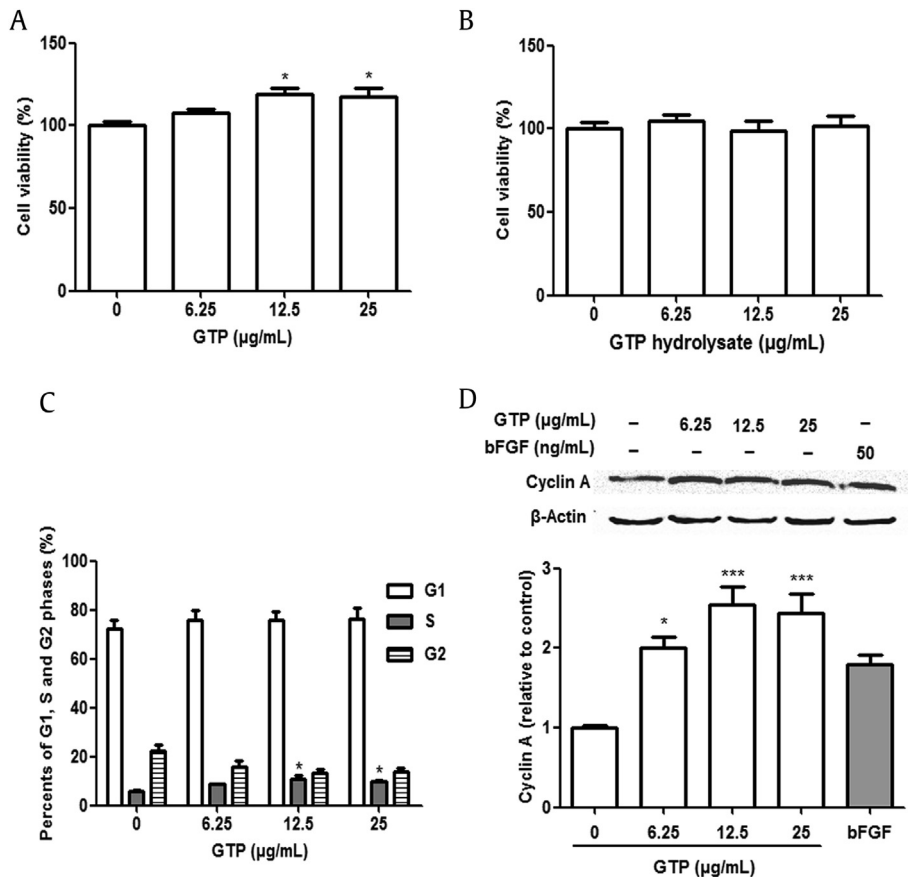 A
150
100
50
0
Cell viability (%)
* *
0 6.25 12.5 25
GTP (µg/mL)
B
150
100
50
0
Cell viability (%)
0 6.25 12.5 25
GTP hydrolysate (µg/mL)
C
100
80
60
40
20
0
Percents of G1, S and G2 phases (%)
G1
S
G2
* *
0 6.25 12.5 25
GTP (µg/mL)
D
GTP (µg/mL) – 6.25 12.5 25 –
bFGF (ng/mL) – – – – 50
Cyclin A
β-Actin
3
2
1
0
Cyclin A (relative to control)
* *** ***
0 6.25 12.5 25 bFGF
GTP (µg/mL)